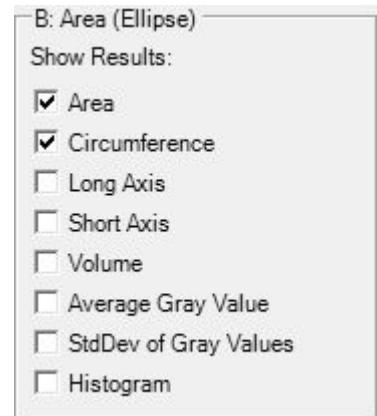 B: Area (Ellipse)
Show Results:
Area
Circumference
Long Axis
Short Axis
Volume
Average Gray Value
StdDev of Gray Values
Histogram